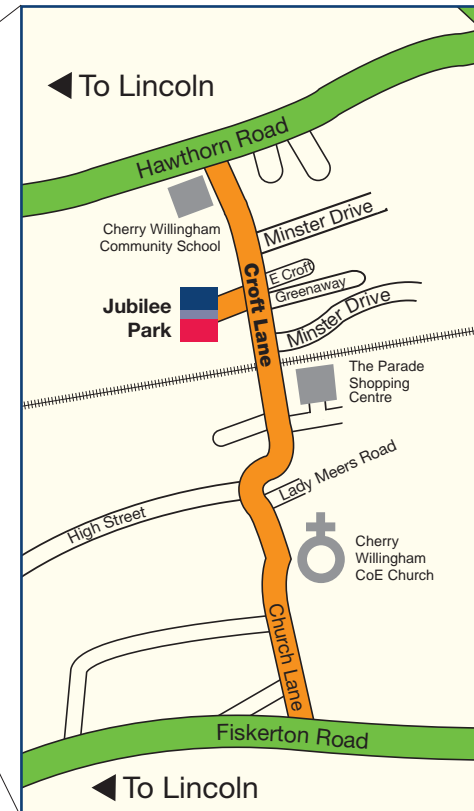 To Lincoln
Hawthorn Road
Cherry Willingham
Community School
Minster Drive
E Croft
Greenaway
Croft Lane
Jubilee
Park
Minster Drive
The Parade
Shopping
Centre
Lady Meers Road
High Street
Cherry
Willingham
CoE Church
Church Lane
Fiskerton Road
To Lincoln